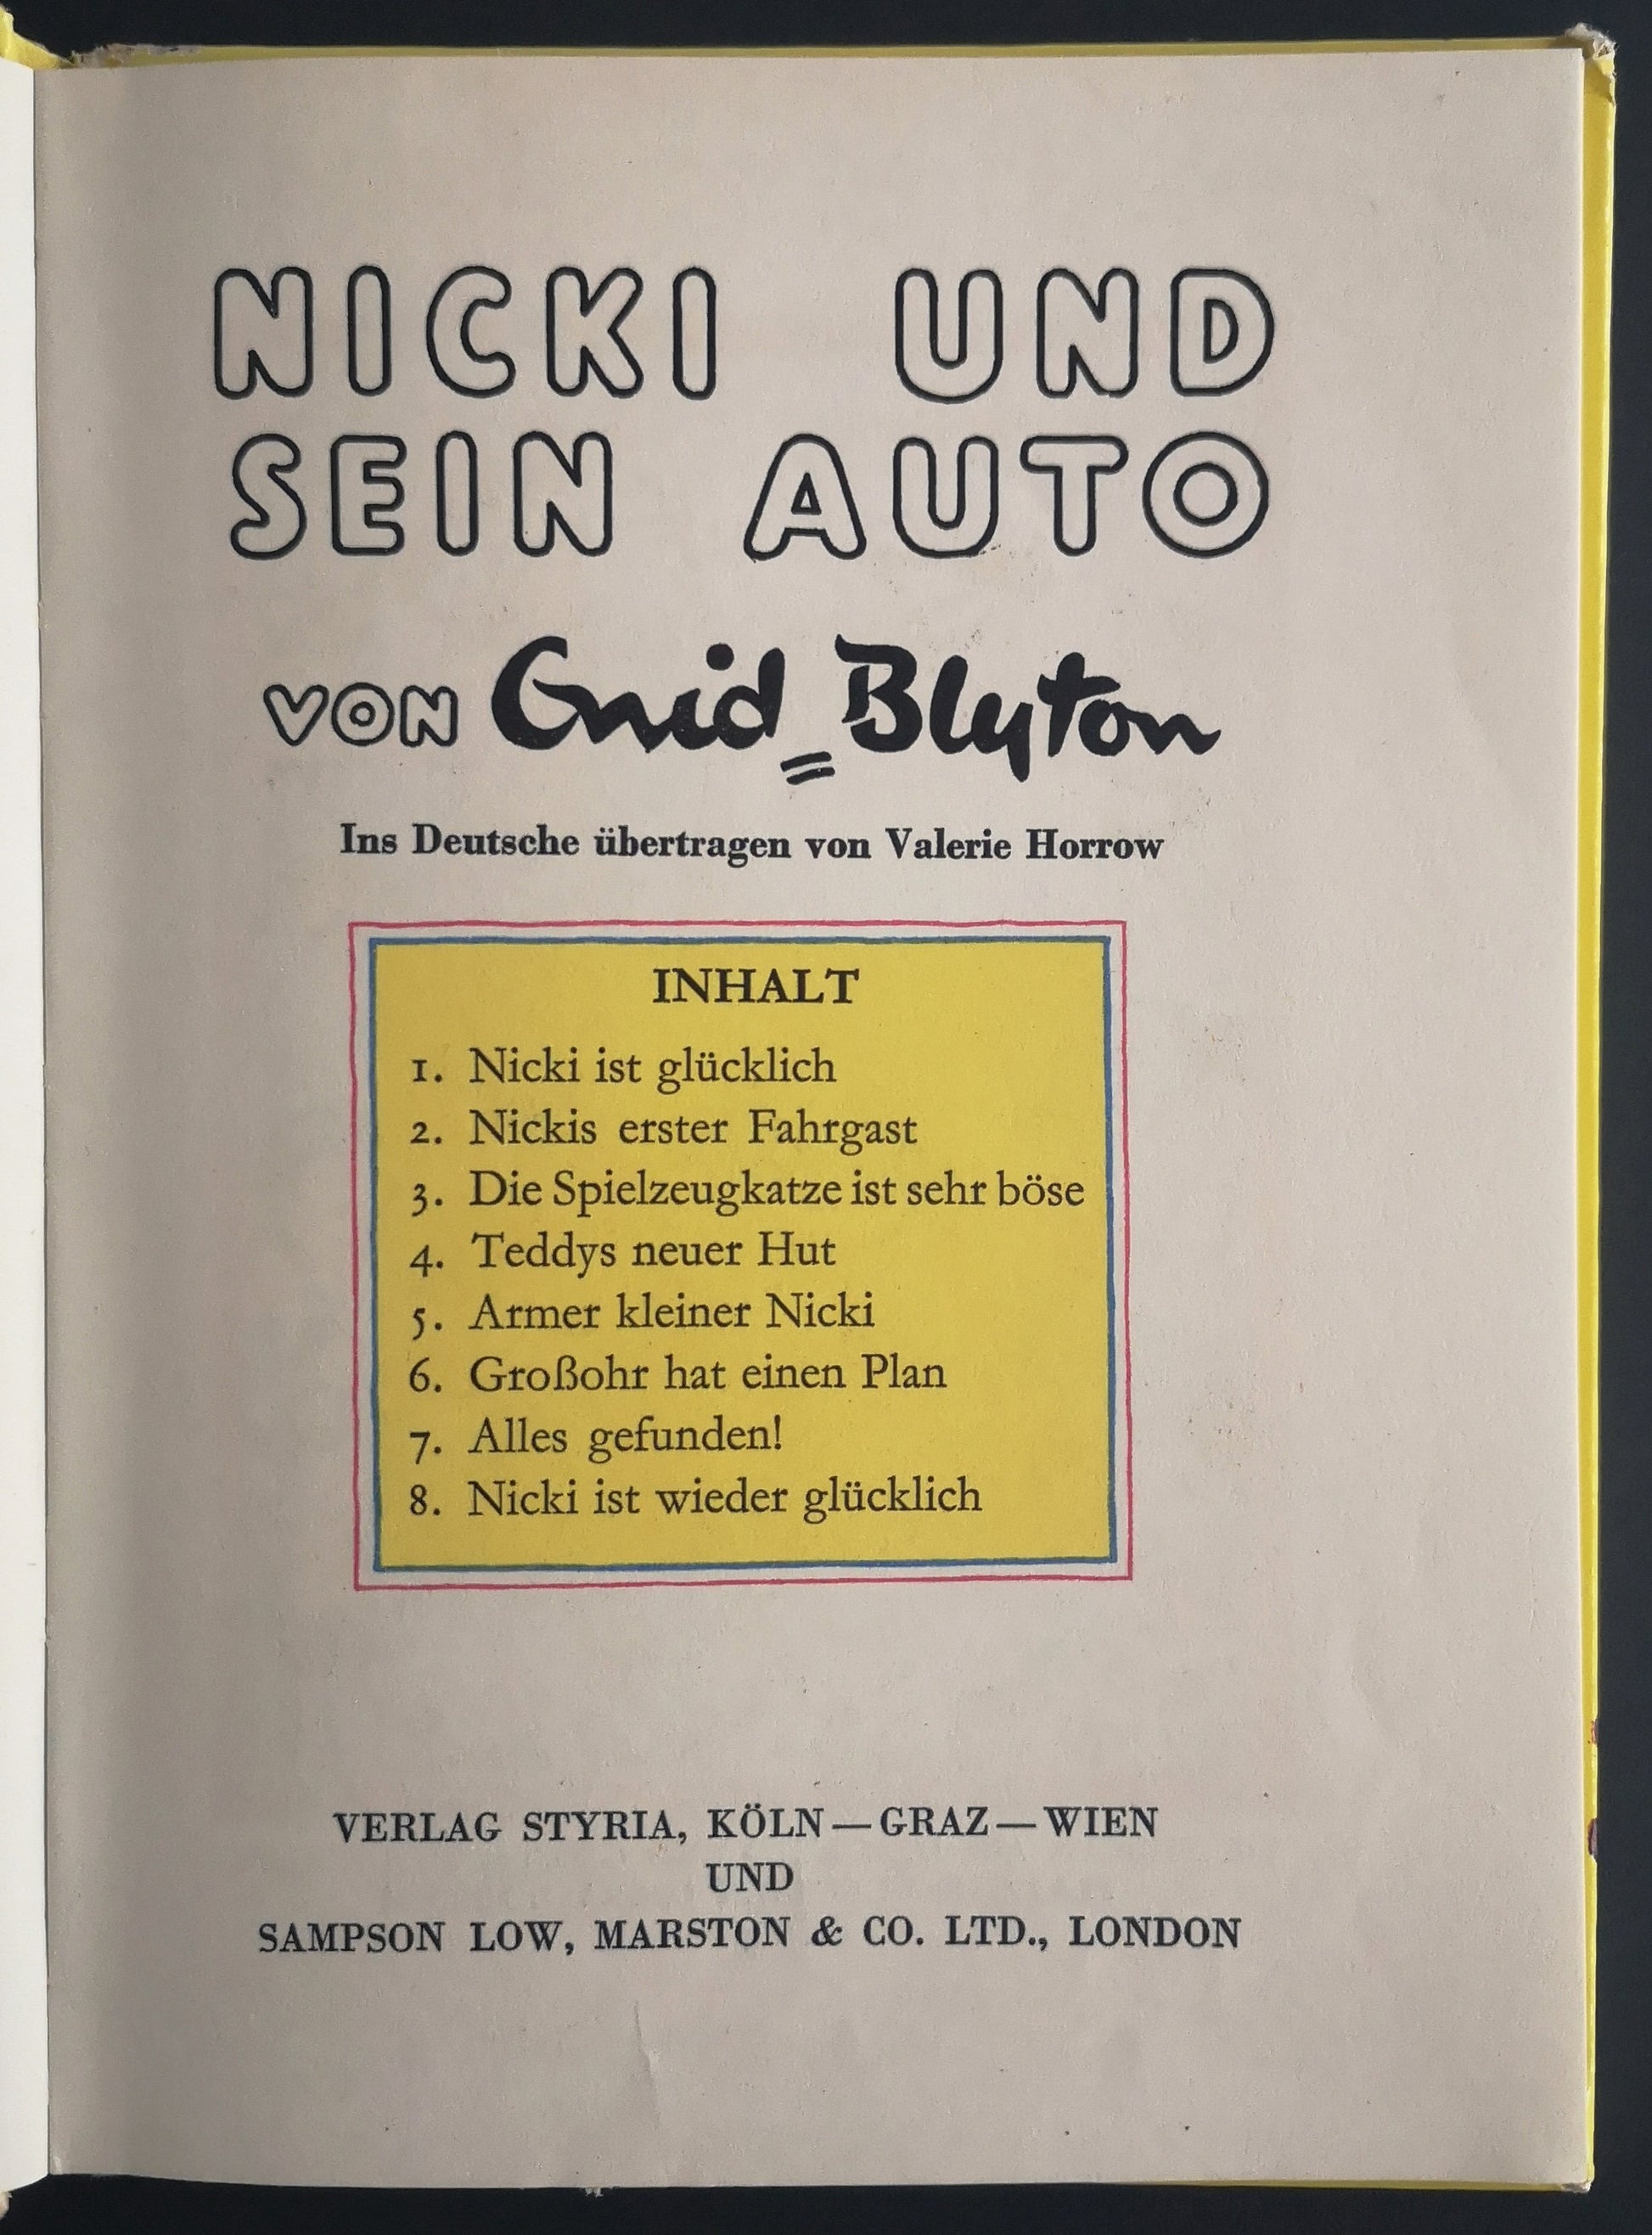 NICKI UND
SEIN AUTO
VON Enid Blyton
Ins Deutsche übertragen von Valerie Horrow
INHALT
1. Nicki ist glücklich
2. Nickis erster Fahrgast
3. Die Spielzeugkatze ist sehr böse
4. Teddys neuer Hut
5. Armer kleiner Nicki
6. Großohr hat einen Plan
7. Alles gefunden!
8. Nicki ist wieder glücklich
VERLAG STYRIA, KÖLN — GRAZ — WIEN
UND
SAMPSON LOW, MARSTON & CO. LTD., LONDON